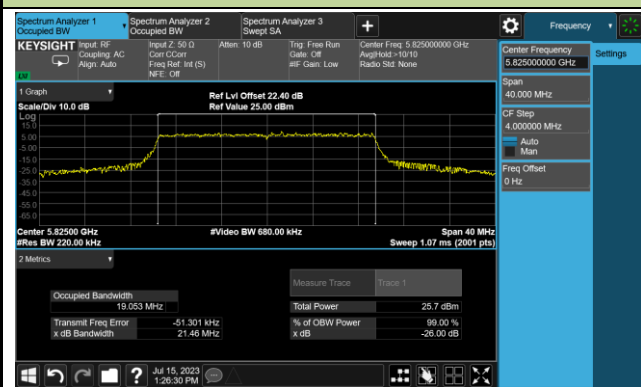 Spectrum Analyzer 1
Occupied BW
Spectrum Analyzer 2
Occupied BW
Spectrum Analyzer 3
Swept SA
Frequency
KEYSIGHT
Input: RF
Coupling: AC
Align: Auto
Input Z: 50 Ω
Corr CCorr
Freq Ref: Int (S)
NFE: Off
Atten: 10 dB
Trig: Free Run
Gate: Off
#IF Gain: Low
Center Freq: 5.825000000 GHz
Avg|Hold:>10/10
Radio Std: None
LXI
Center Frequency
5.825000000 GHz
Settings
Span
40.000 MHz
CF Step
4.000000 MHz
Auto
Man
Freq Offset
0 Hz
1 Graph
Scale/Div 10.0 dB
Ref Lvl Offset 22.40 dB
Ref Value 25.00 dBm
Log
15.0
5.00
-5.00
-15.0
-25.0
-35.0
-45.0
-55.0
-65.0
Center 5.82500 GHz
#Res BW 220.00 kHz
#Video BW 680.00 kHz
Span 40 MHz
Sweep 1.07 ms (2001 pts)
2 Metrics
Measure Trace Trace 1
Occupied Bandwidth
19.053 MHz
Total Power 25.7 dBm
Transmit Freq Error -51.301 kHz
% of OBW Power 99.00 %
x dB Bandwidth 21.46 MHz
x dB -26.00 dB
Jul 15, 2023
1:26:30 PM